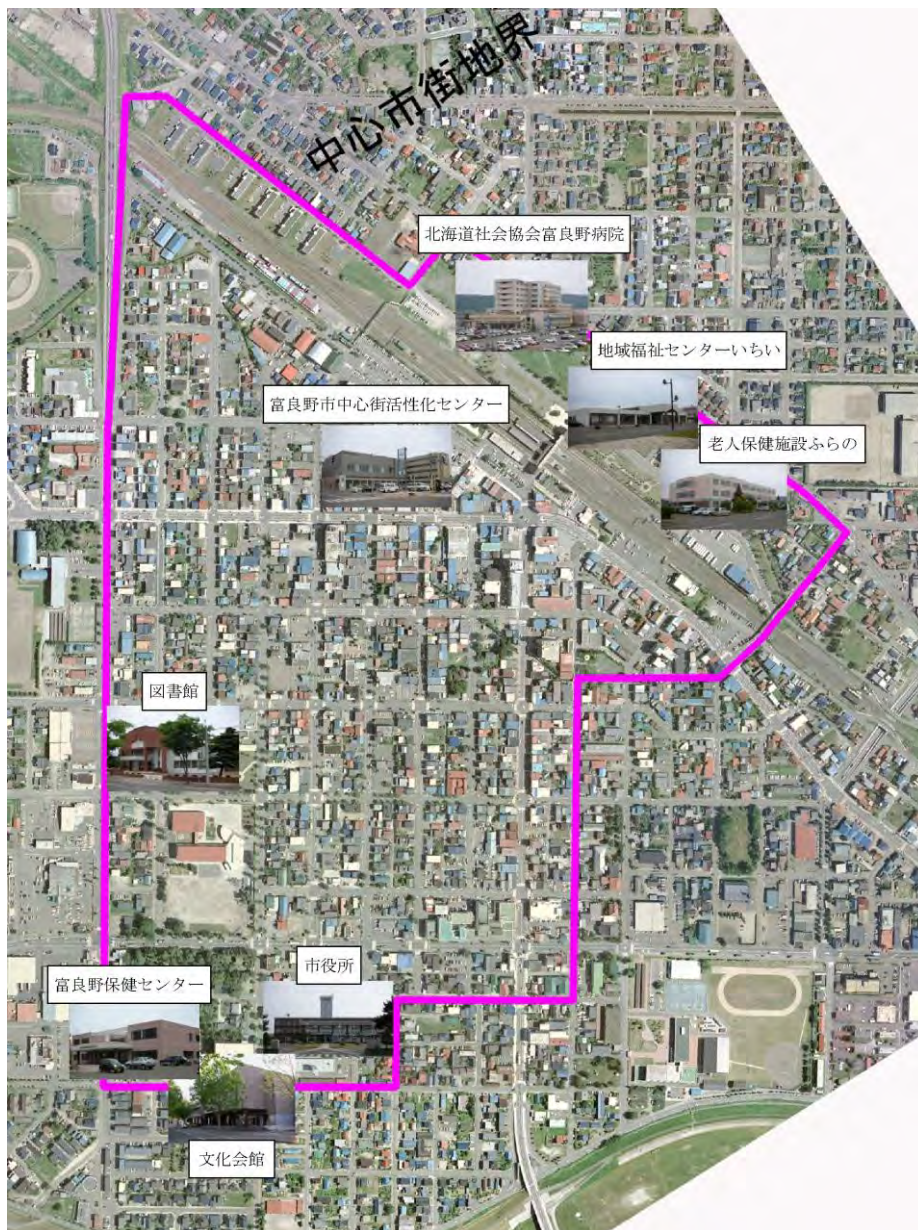 中心市街地界
北海道社会協会富良野病院
地域福祉センターいちい
富良野市中心街活性化センター
老人保健施設ふらの
図書館
市役所
富良野保健センター
文化会館